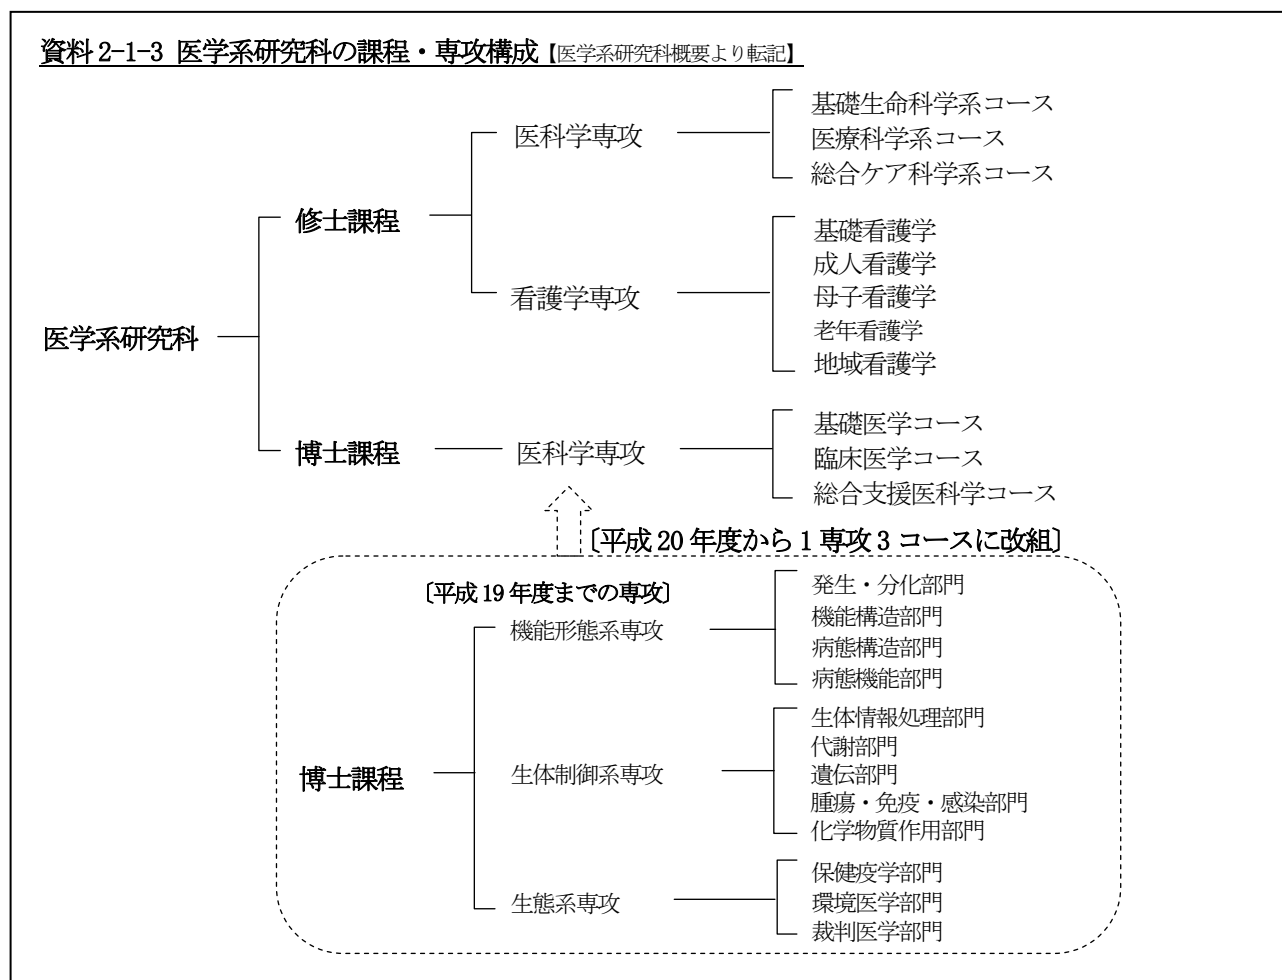 資料2-1-3 医学系研究科の課程・専攻構成【医学系研究科概要より転記】
医学系研究科
修士課程
医科学専攻
基礎生命科学系コース
医療科学系コース
総合ケア科学系コース
看護学専攻
基礎看護学
成人看護学
母子看護学
老年看護学
地域看護学
博士課程
医科学専攻
基礎医学コース
臨床医学コース
総合支援医科学コース
〔平成20年度から1専攻3コースに改組〕
〔平成19年度までの専攻〕
博士課程
機能形態系専攻
発生・分化部門
機能構造部門
病態構造部門
病態機能部門
生体制御系専攻
生体情報処理部門
代謝部門
遺伝部門
腫瘍・免疫・感染部門
化学物質作用部門
生態系専攻
保健疫学部門
環境医学部門
裁判医学部門